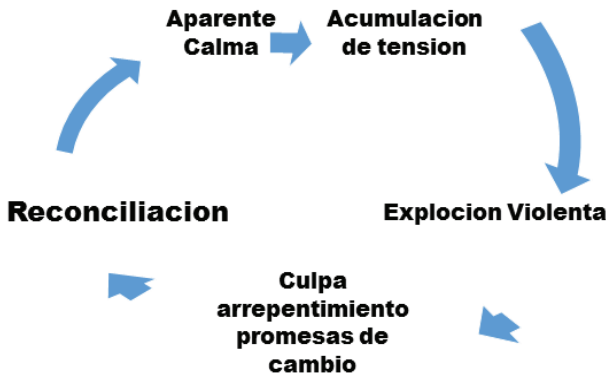 Aparente
Calma
Acumulacion
de tension
Explocion Violenta
Culpa
arrepentimiento
promesas de
cambio
Reconciliacion